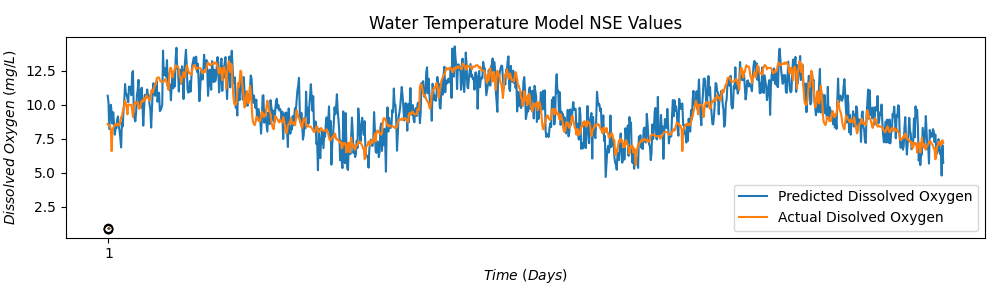 Water Temperature Model NSE Values
Dissolved Oxygen (mg/L)
12.5
10.0
7.5
5.0
2.5
Predicted Dissolved Oxygen
Actual Disolved Oxygen
1
Time (Days)